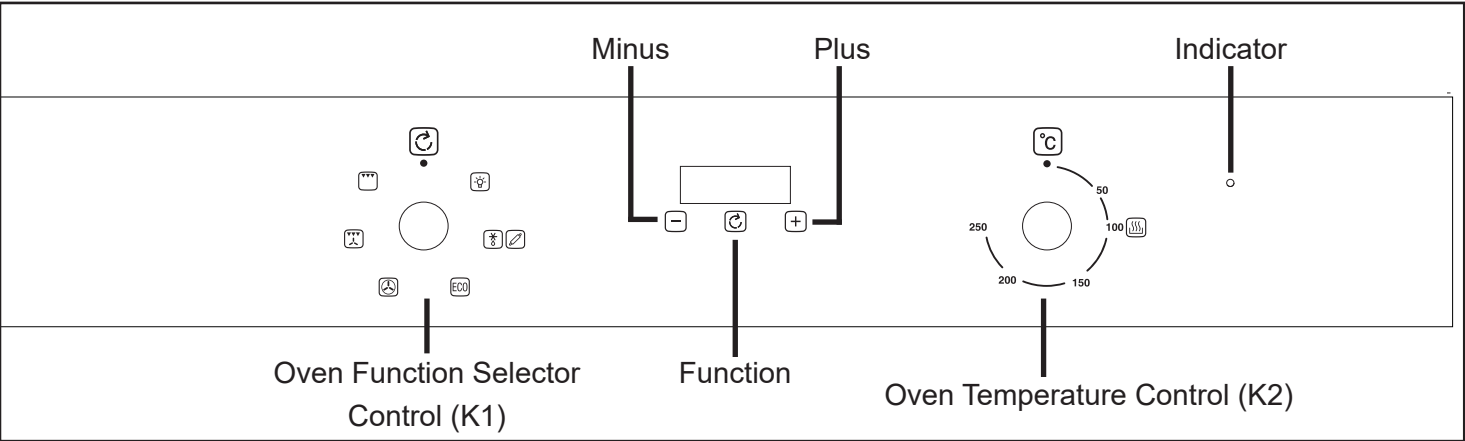 Minus
Plus
Indicator
°C
50
ECO
100
150
200
250
Oven Function Selector
Control (K1)
Function
Oven Temperature Control (K2)